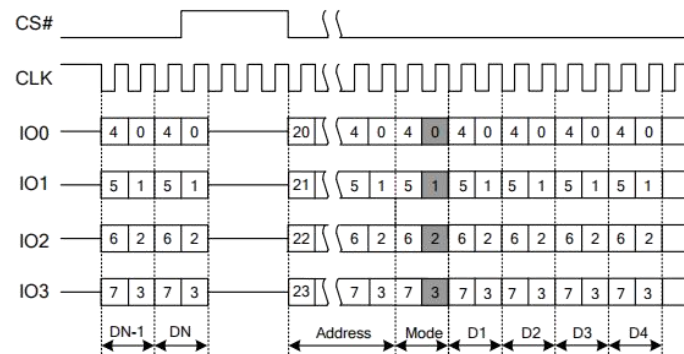 CS#
CLK
IO0 4 0 4 0 20 4 0 4 0 4 0 4 0 4 0 4 0
IO1 5 1 5 1 21 5 1 5 1 5 1 5 1 5 1 5 1
IO2 6 2 6 2 22 6 2 6 2 6 2 6 2 6 2 6 2
IO3 7 3 7 3 23 7 3 7 3 7 3 7 3 7 3 7 3
DN-1 DN Address Mode D1 D2 D3 D4